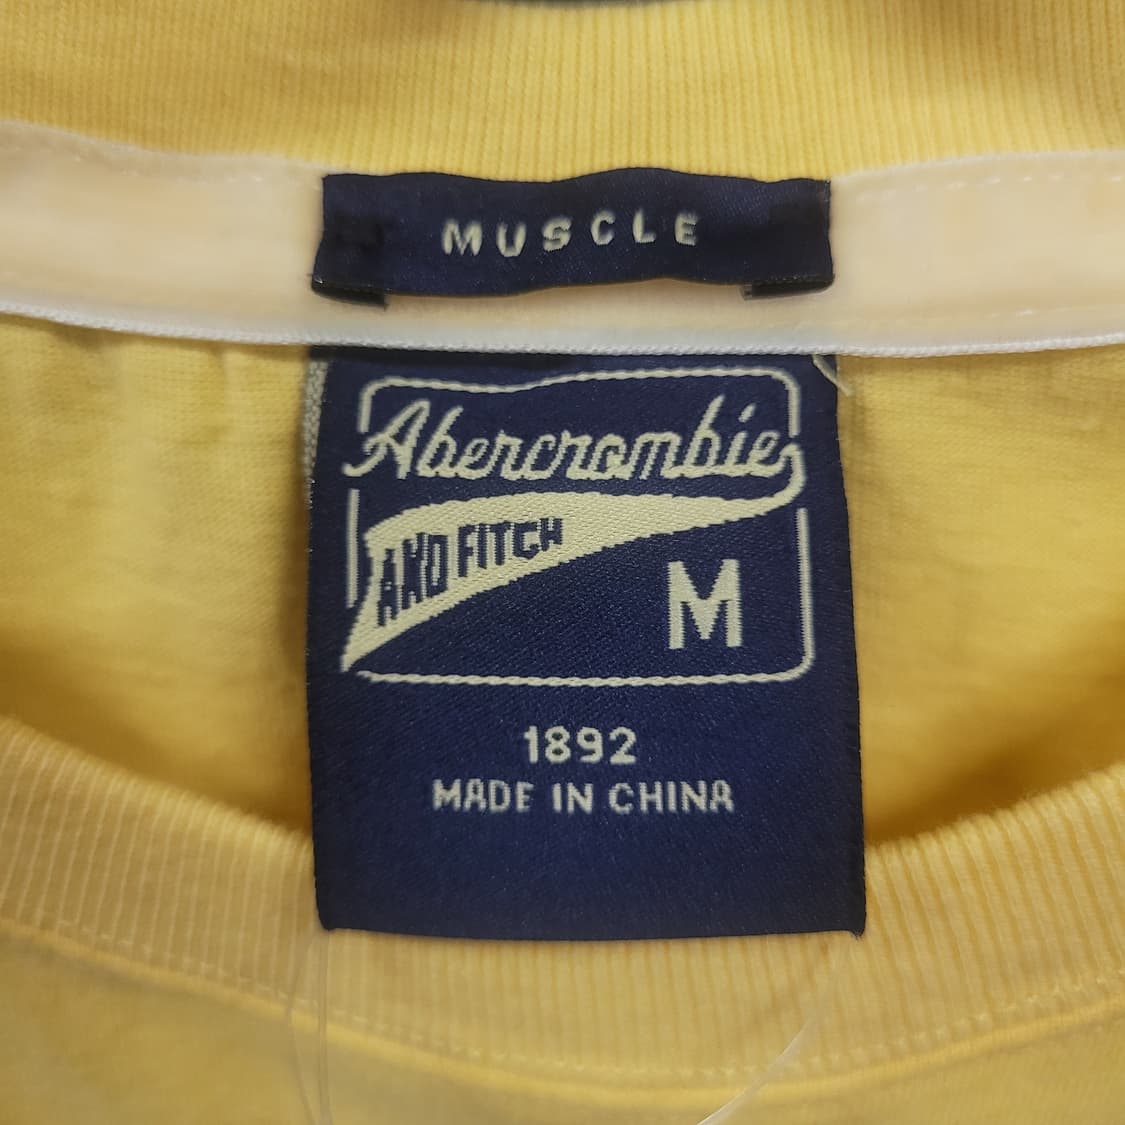 MUSCLE
Abercrombie
AND FITCH
M
1892
MADE IN CHINA